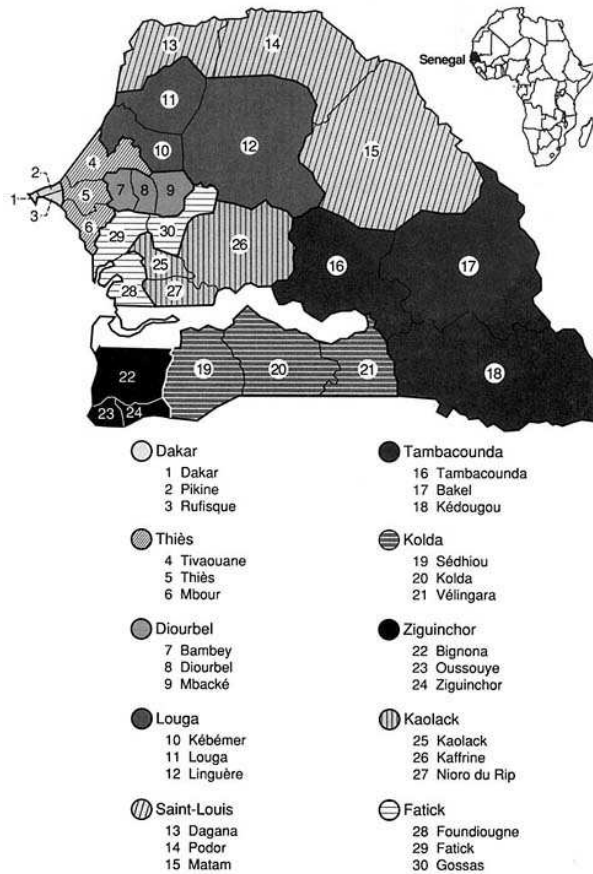 Senegal
13
14
11
12
10
15
4
2
1
3
5
7
8
9
6
29
30
26
25
28
27
16
17
18
19
20
21
22
23
24
Dakar
1 Dakar
2 Pikine
3 Rufisque
Thiès
4 Tivaouane
5 Thiès
6 Mbour
Diourbel
7 Bambey
8 Diourbel
9 Mbacké
Louga
10 Kébémer
11 Louga
12 Linguère
Saint-Louis
13 Dagana
14 Podor
15 Matam
Tambacounda
16 Tambacounda
17 Bakel
18 Kédougou
Kolda
19 Sédhiou
20 Kolda
21 Vélingara
Ziguinchor
22 Bignona
23 Oussouye
24 Ziguinchor
Kaolack
25 Kaolack
26 Kaffrine
27 Nioro du Rip
Fatick
28 Foundiougne
29 Fatick
30 Gossas